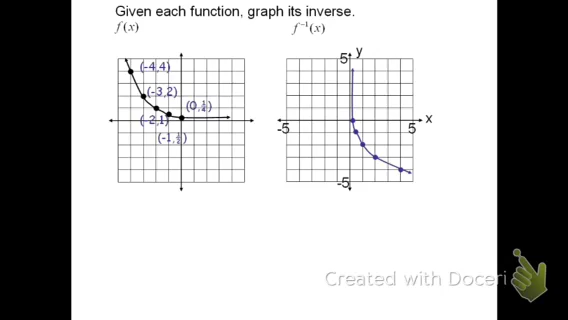 Given each function, graph its inverse.
f(x)
f⁻¹(x)
(-4,4)
(-3,2)
(0,¼)
(-2,1)
(-1,½)
5
y
x
-5
5
-5
Created with Doceri